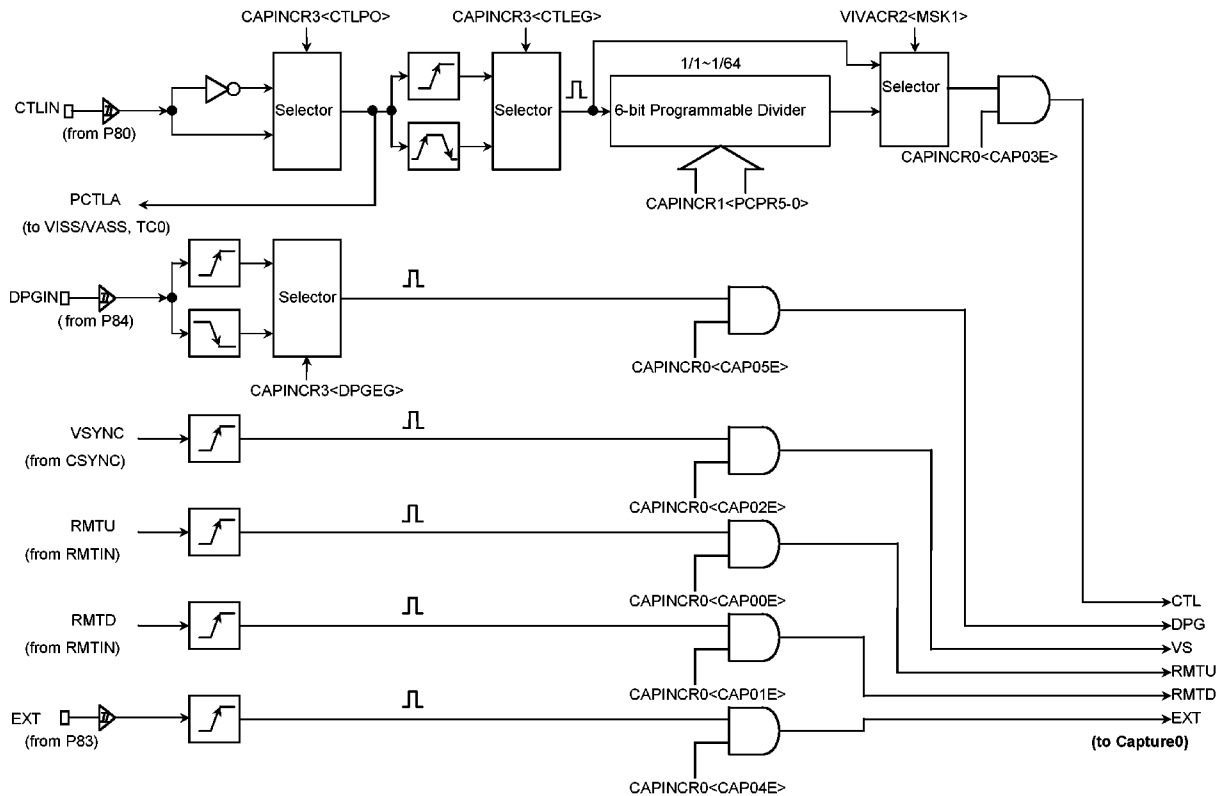 CAPINCR3<CTLPO>
CAPINCR3<CTLEG>
VIVACR2<MSK1>
1/1~1/64
CTLIN
(from P80)
Selector
Selector
6-bit Programmable Divider
Selector
CAPINCR0<CAP03E>
PCTLA
(to VISS/VASS, TC0)
CAPINCR1<PCPR5-0>
DPGIN
(from P84)
Selector
CAPINCR0<CAP05E>
CAPINCR3<DPGEG>
VSYNC
(from CSYNC)
CAPINCR0<CAP02E>
RMTU
(from RMTIN)
CAPINCR0<CAP00E>
RMTD
(from RMTIN)
CAPINCR0<CAP01E>
EXT
(from P83)
CAPINCR0<CAP04E>
CTL
DPG
VS
RMTU
RMTD
EXT
(to Capture0)